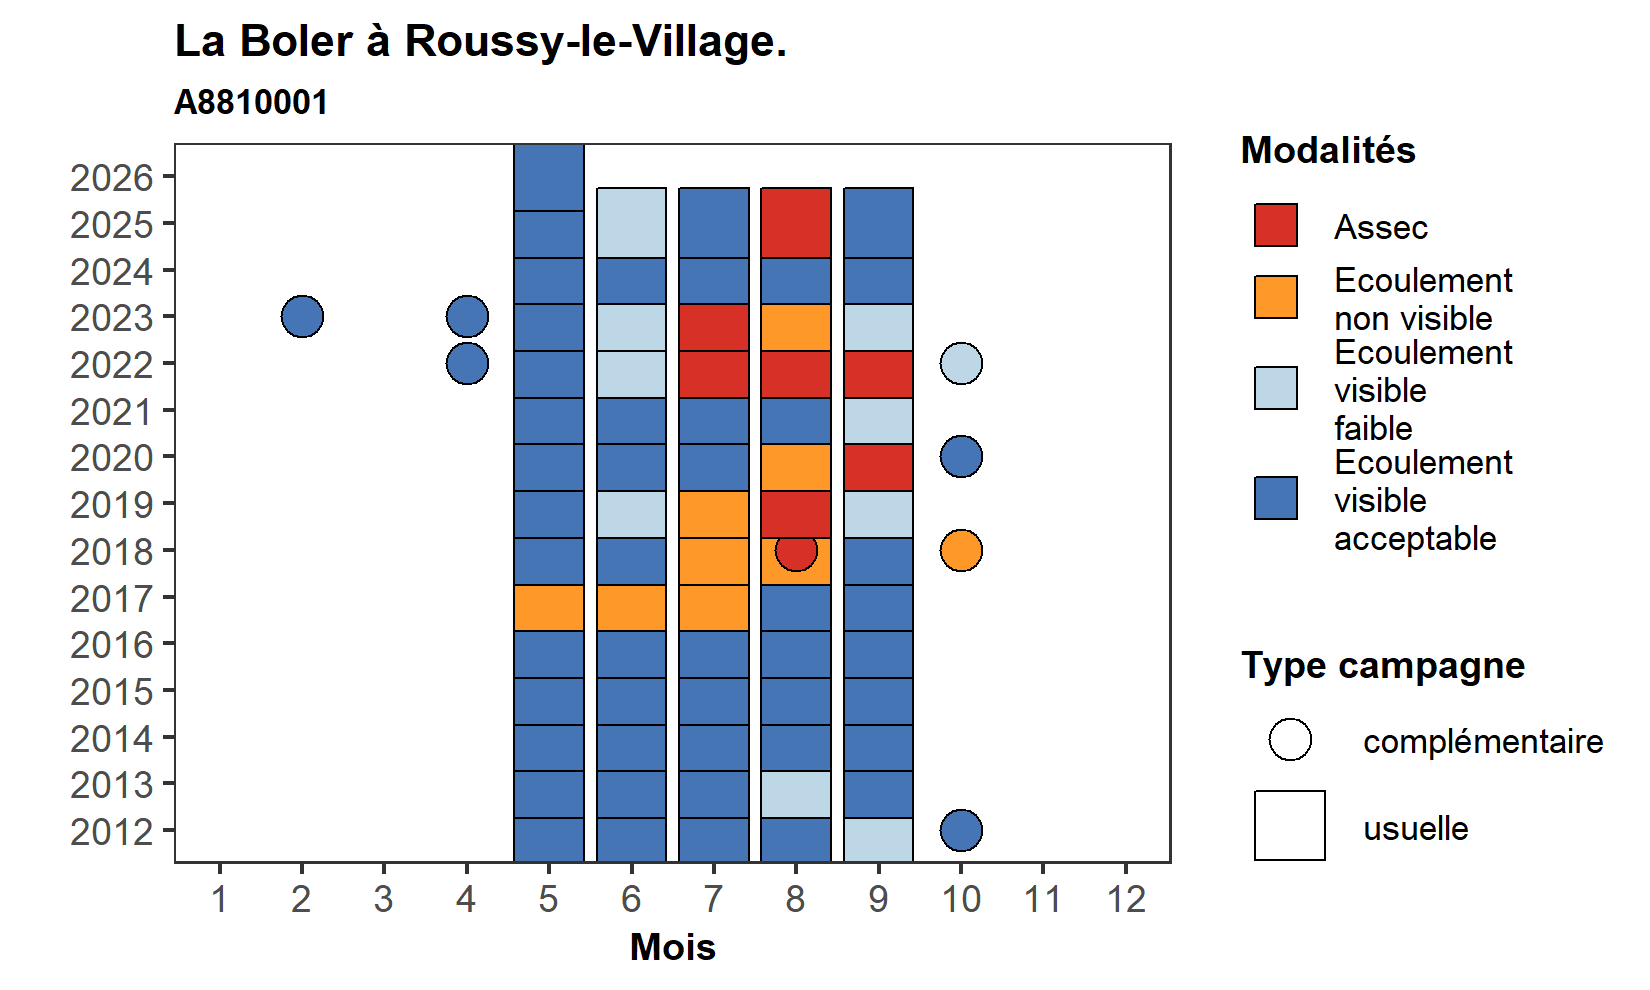 La Boler à Roussy-le-Village.
A8810001
2026
2025
2024
2023
2022
2021
2020
2019
2018
2017
2016
2015
2014
2013
2012
1 2 3 4 5 6 7 8 9 10 11 12
Mois
Modalités
Assec
Ecoulement
non visible
Ecoulement
visible
faible
Ecoulement
visible
acceptable
Type campagne
complémentaire
usuelle